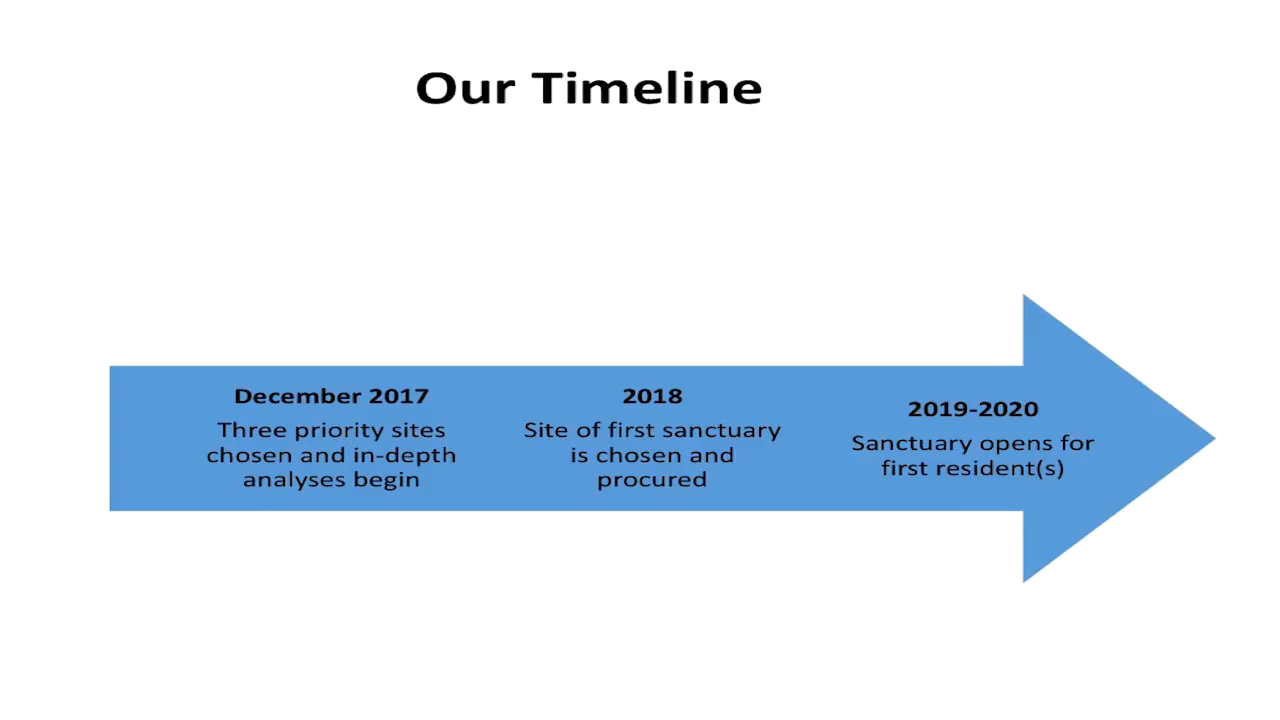 Our Timeline
December 2017
Three priority sites
chosen and in-depth
analyses begin
2018
Site of first sanctuary
is chosen and
procured
2019-2020
Sanctuary opens for
first resident(s)